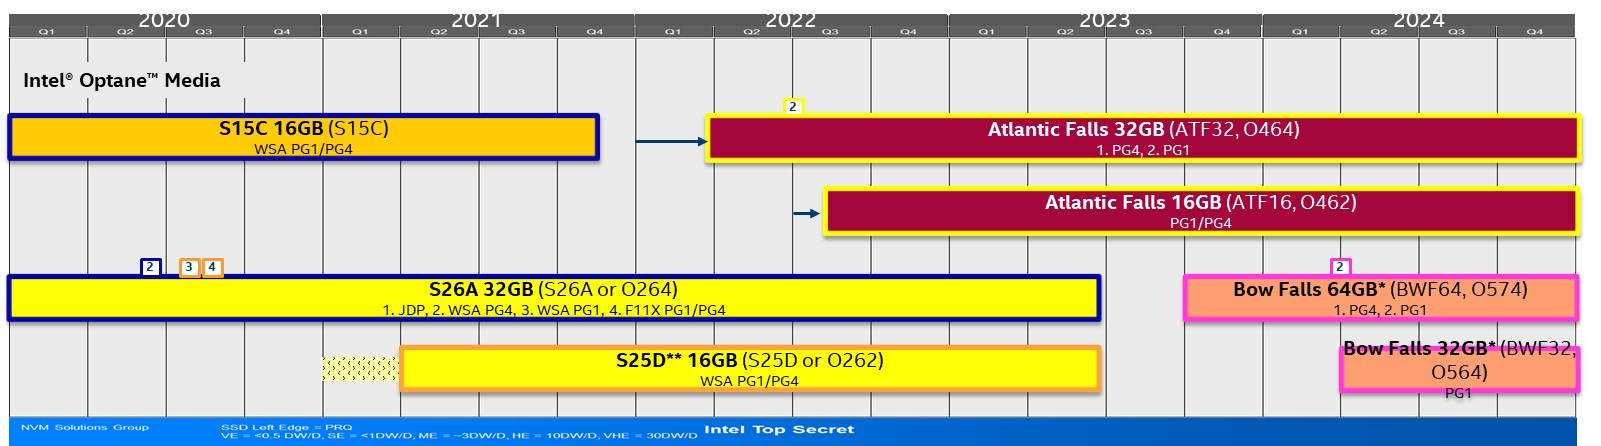 2020 2021 2022 2023 2024
Q1 Q2 Q3 Q4 Q1 Q2 Q3 Q4 Q1 Q2 Q3 Q4 Q1 Q2 Q3 Q4 Q1 Q2 Q3 Q4
Intel® Optane™ Media
2
S15C 16GB (S15C)
WSA PG1/PG4
Atlantic Falls 32GB (ATF32, O464)
1. PG4, 2. PG1
Atlantic Falls 16GB (ATF16, O462)
PG1/PG4
2 3 4
S26A 32GB (S26A or O264)
1. JDP, 2. WSA PG4, 3. WSA PG1, 4. F11X PG1/PG4
2
Bow Falls 64GB* (BWF64, O574)
1. PG4, 2. PG1
S25D** 16GB (S25D or O262)
WSA PG1/PG4
Bow Falls 32GB* (BWF32,
O564)
PG1
NVM Solutions Group
SSD Left Edge = PRQ
VE = <0.5 DW/D, SE = <1DW/D, ME = ~3DW/D, HE = 10DW/D, VHE = 30DW/D
Intel Top Secret